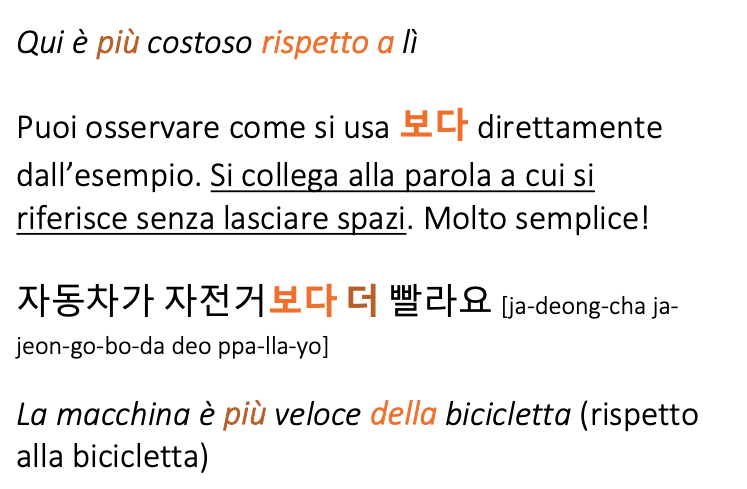 Qui è più costoso rispetto a lì
Puoi osservare come si usa 보다 direttamente
dall’esempio. Si collega alla parola a cui si
riferisce senza lasciare spazi. Molto semplice!
자동차가 자전거보다 더 빨라요 [ja-deong-cha ja-
jeon-go-bo-da deo ppa-lla-yo]
La macchina è più veloce della bicicletta (rispetto
alla bicicletta)